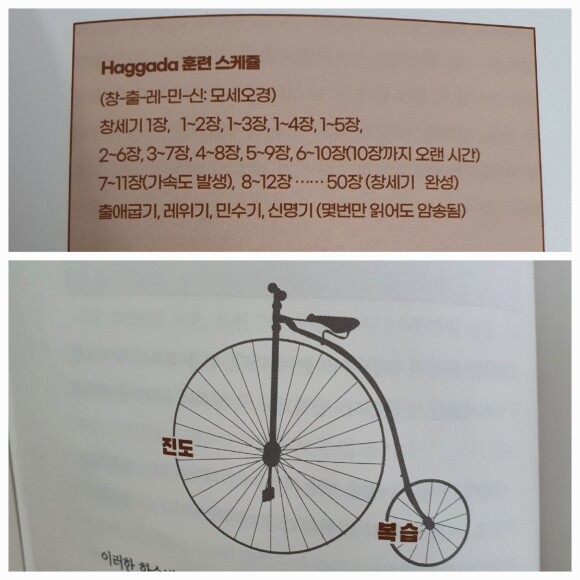 Haggada 훈련 스케쥴
(창-출-레-민-신: 모세오경)
창세기 1장, 1~2장, 1~3장, 1~4장, 1~5장,
2~6장, 3~7장, 4~8장, 5~9장, 6~10장(10장까지 오랜 시간)
7~11장(가속도 발생), 8~12장 …… 50장 (창세기 완성)
출애굽기, 레위기, 민수기, 신명기 (몇번만 읽어도 암송됨)
진도
복습
이러한